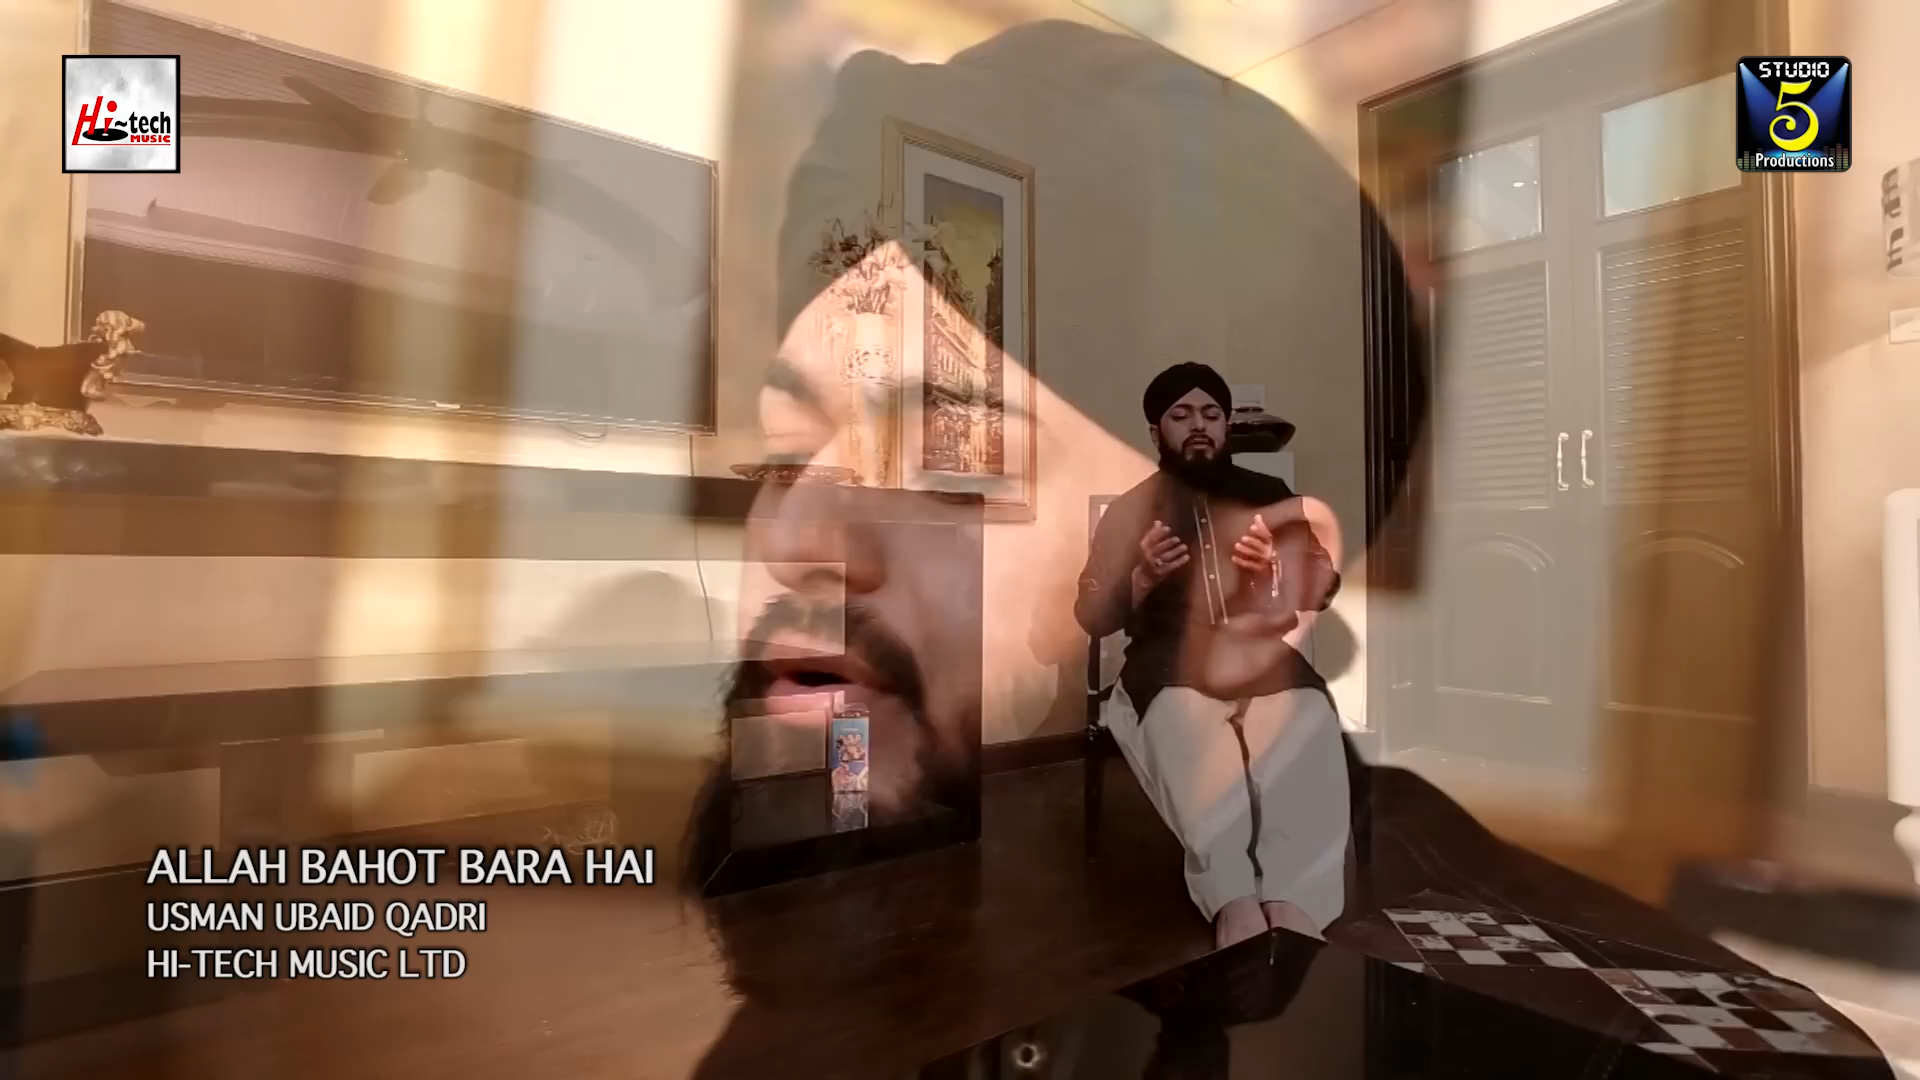 Hi-tech
MUSIC
STUDIO
5
Productions
ALLAH BAHOT BARA HAI
USMAN UBAID QADRI
HI-TECH MUSIC LTD